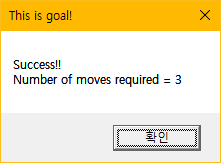 This is goal!
Success!!
Number of moves required = 3
확인